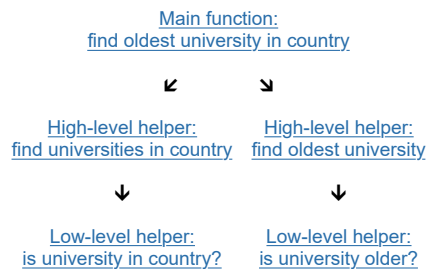 Main function:
find oldest university in country
High-level helper:
find universities in country
High-level helper:
find oldest university
Low-level helper:
is university in country?
Low-level helper:
is university older?